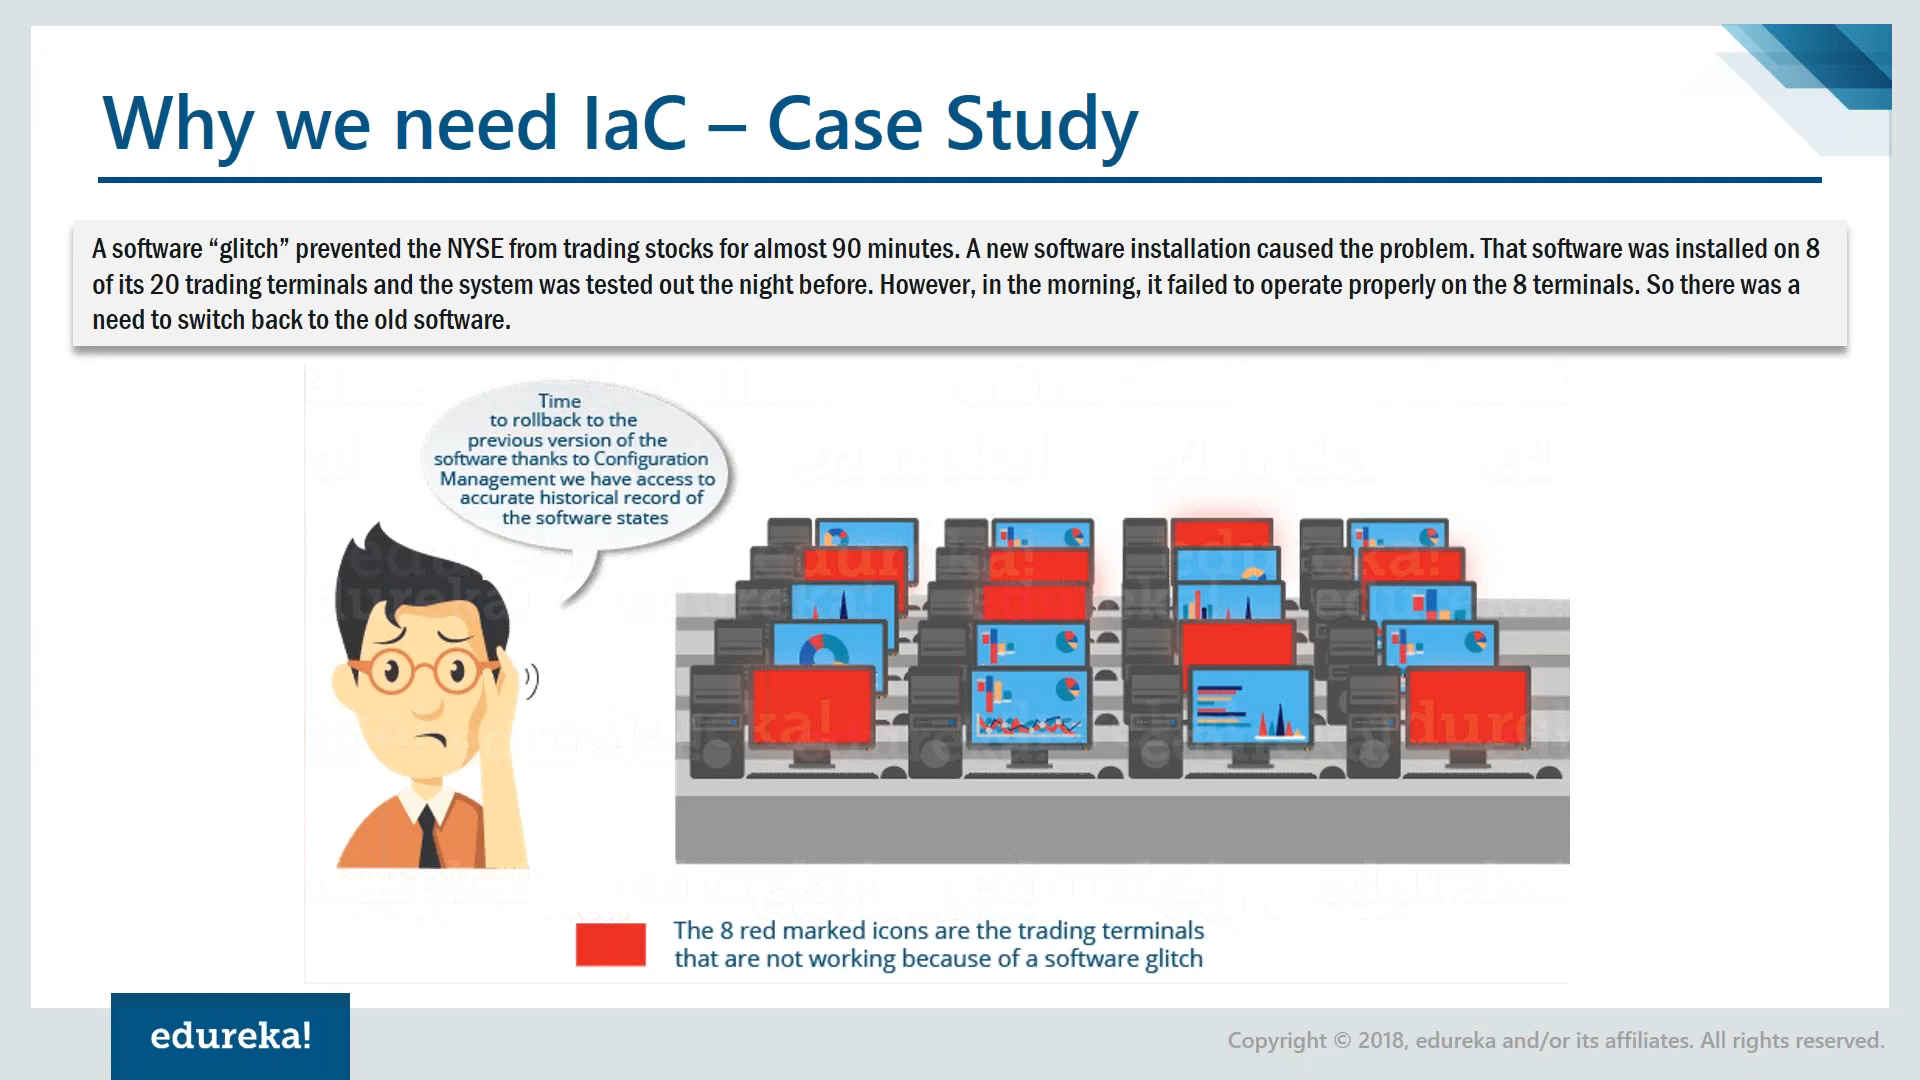 Why we need IaC – Case Study
A software “glitch” prevented the NYSE from trading stocks for almost 90 minutes. A new software installation caused the problem. That software was installed on 8
of its 20 trading terminals and the system was tested out the night before. However, in the morning, it failed to operate properly on the 8 terminals. So there was a
need to switch back to the old software.
Time
to rollback to the
previous version of the
software thanks to Configuration
Management we have access to
accurate historical record of
the software states
The 8 red marked icons are the trading terminals
that are not working because of a software glitch
edureka!
Copyright © 2018, edureka and/or its affiliates. All rights reserved.